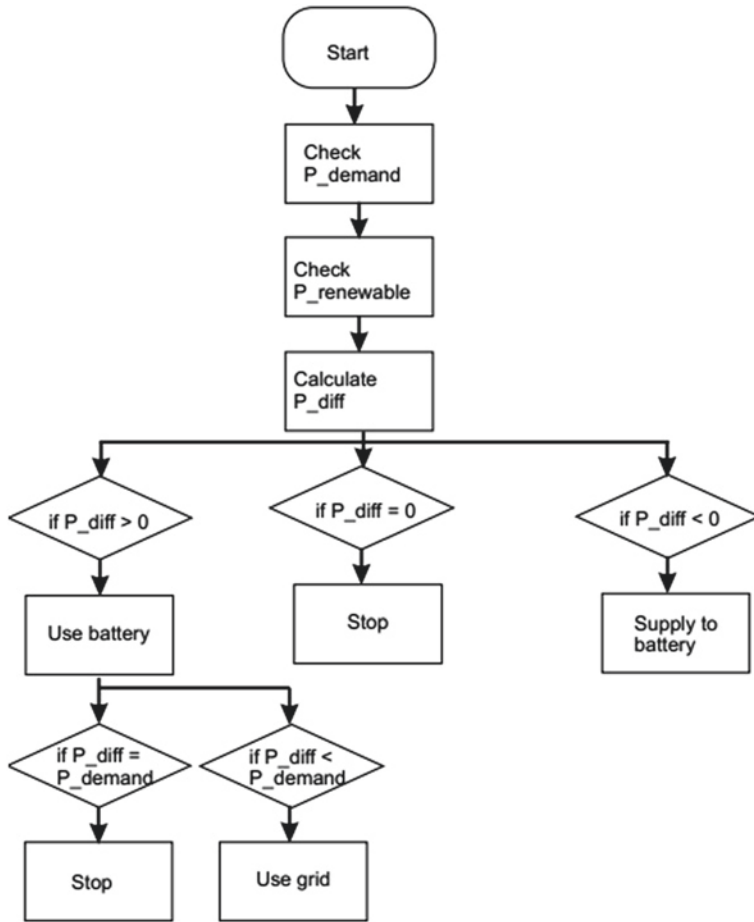 Start
Check
P_demand
Check
P_renewable
Calculate
P_diff
if P_diff > 0
if P_diff = 0
if P_diff < 0
Use battery
Stop
Supply to
battery
if P_diff =
P_demand
if P_diff <
P_demand
Stop
Use grid